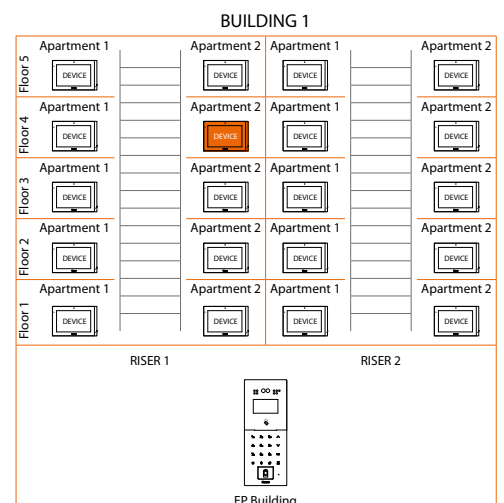 BUILDING 1
Floor 5
Apartment 1 Apartment 2 Apartment 1 Apartment 2
DEVICE DEVICE DEVICE DEVICE
Floor 4
Apartment 1 Apartment 2 Apartment 1 Apartment 2
DEVICE DEVICE DEVICE DEVICE
Floor 3
Apartment 1 Apartment 2 Apartment 1 Apartment 2
DEVICE DEVICE DEVICE DEVICE
Floor 2
Apartment 1 Apartment 2 Apartment 1 Apartment 2
DEVICE DEVICE DEVICE DEVICE
Floor 1
Apartment 1 Apartment 2 Apartment 1 Apartment 2
DEVICE DEVICE DEVICE DEVICE
RISER 1 RISER 2
EP Building